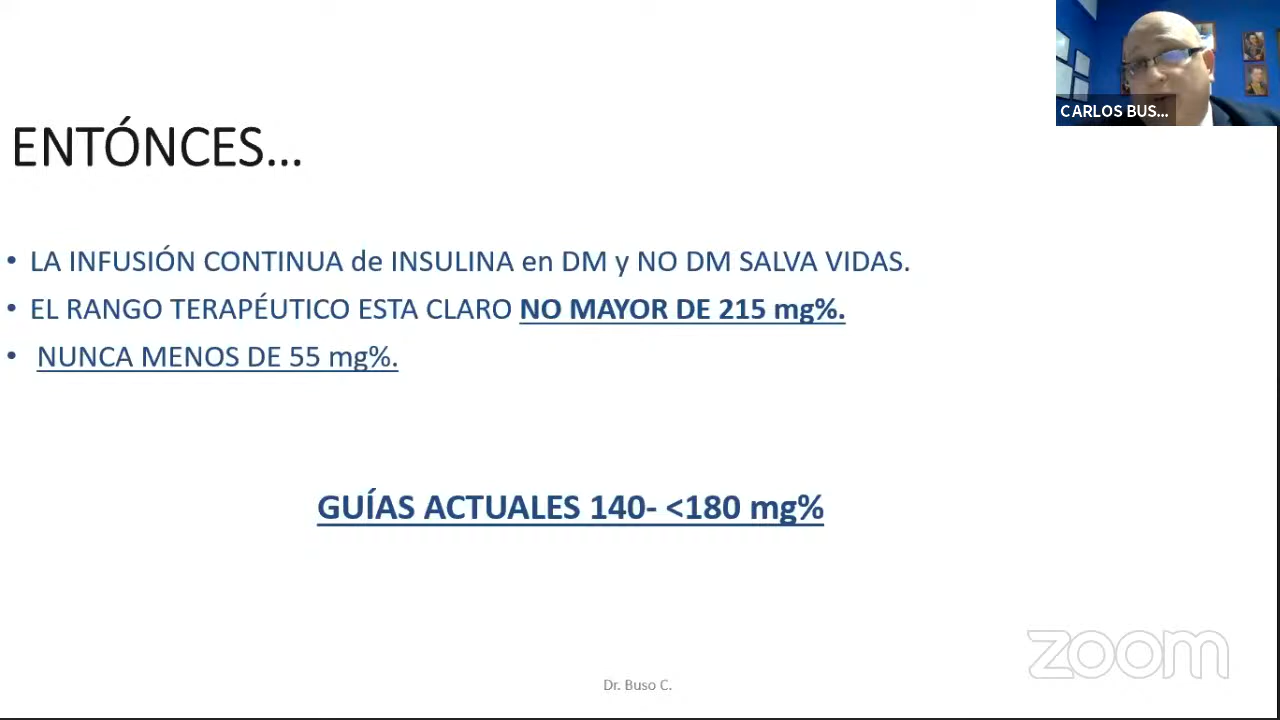 CARLOS BUS...
ENTÓNCES...
• LA INFUSIÓN CONTINUA de INSULINA en DM y NO DM SALVA VIDAS.
• EL RANGO TERAPÉUTICO ESTA CLARO NO MAYOR DE 215 mg%.
• NUNCA MENOS DE 55 mg%.
GUÍAS ACTUALES 140- <180 mg%
zoom
Dr. Buso C.